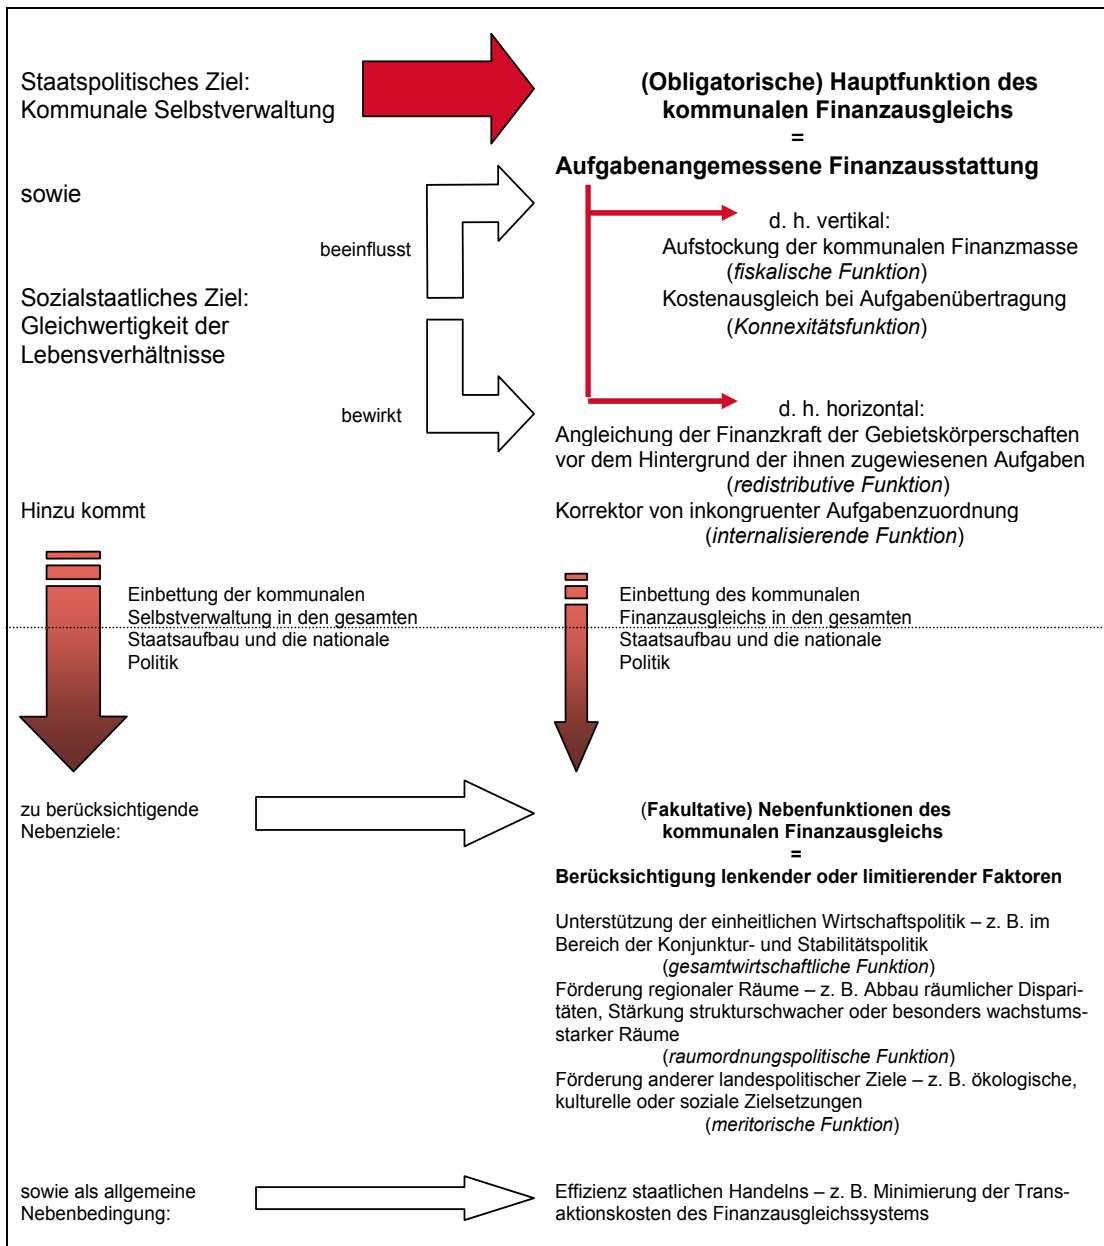 Staatspolitisches Ziel:
Kommunale Selbstverwaltung
(Obligatorische) Hauptfunktion des
kommunalen Finanzausgleichs
=
Aufgabenangemessene Finanzausstattung
sowie
beeinflusst
d. h. vertikal:
Aufstockung der kommunalen Finanzmasse
(fiskalische Funktion)
Kostenausgleich bei Aufgabenübertragung
(Konnexitätsfunktion)
Sozialstaatliches Ziel:
Gleichwertigkeit der
Lebensverhältnisse
bewirkt
d. h. horizontal:
Angleichung der Finanzkraft der Gebietskörperschaften
vor dem Hintergrund der ihnen zugewiesenen Aufgaben
(redistributive Funktion)
Korrektor von inkongruenter Aufgabenzuordnung
(internalisierende Funktion)
Hinzu kommt
Einbettung der kommunalen
Selbstverwaltung in den gesamten
Staatsaufbau und die nationale
Politik
Einbettung des kommunalen
Finanzausgleichs in den gesamten
Staatsaufbau und die nationale
Politik
zu berücksichtigende
Nebenziele:
(Fakultative) Nebenfunktionen des
kommunalen Finanzausgleichs
=
Berücksichtigung lenkender oder limitierender Faktoren
Unterstützung der einheitlichen Wirtschaftspolitik – z. B. im
Bereich der Konjunktur- und Stabilitätspolitik
(gesamtwirtschaftliche Funktion)
Förderung regionaler Räume – z. B. Abbau räumlicher Dispari-
täten, Stärkung strukturschwacher oder besonders wachstums-
starker Räume
(raumordnungspolitische Funktion)
Förderung anderer landespolitischer Ziele – z. B. ökologische,
kulturelle oder soziale Zielsetzungen
(meritorische Funktion)
sowie als allgemeine
Nebenbedingung:
Effizienz staatlichen Handelns – z. B. Minimierung der Trans-
aktionskosten des Finanzausgleichssystems